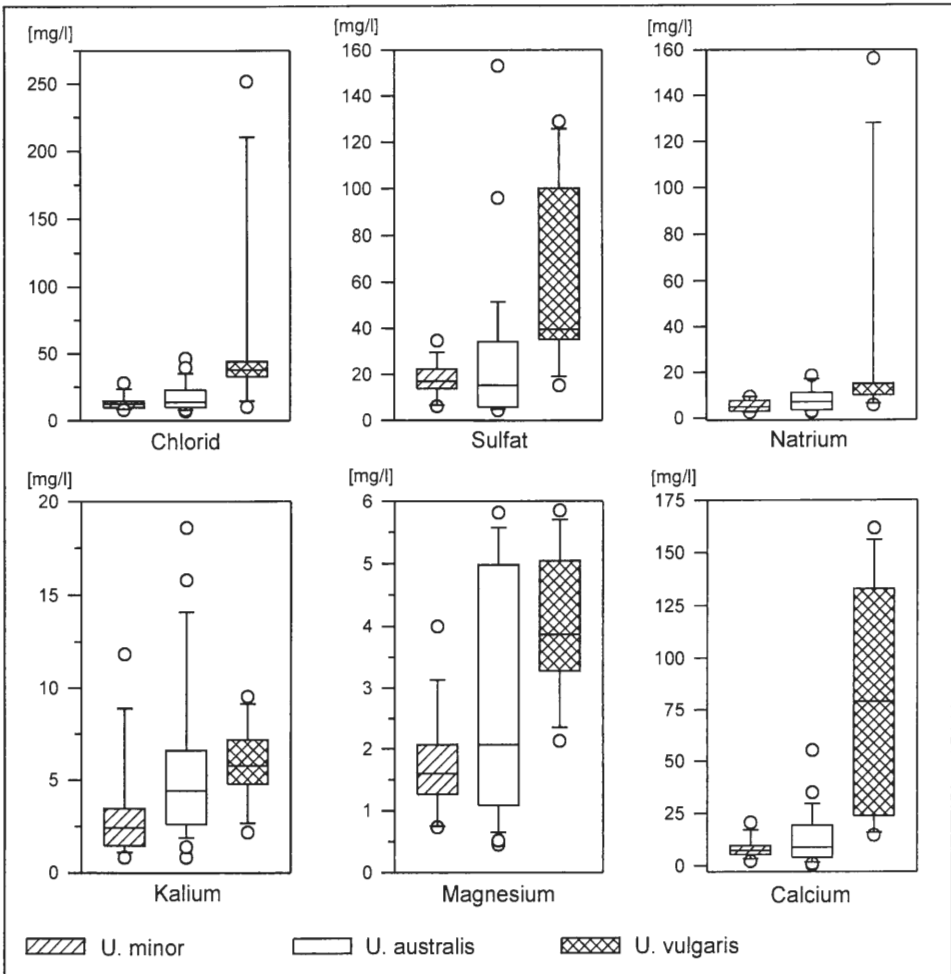 [mg/l] [mg/l] [mg/l]
250 160 160
200 140 140
150 120 120
100 100 100
50 80 80
0 60 60
40 40
20 20
0 0
Chlorid Sulfat Natrium
[mg/l] [mg/l] [mg/l]
20 6 175
15 5 150
10 4 125
5 3 100
0 2 75
1 50
0 25
0
Kalium Magnesium Calcium
U. minor U. australis U. vulgaris